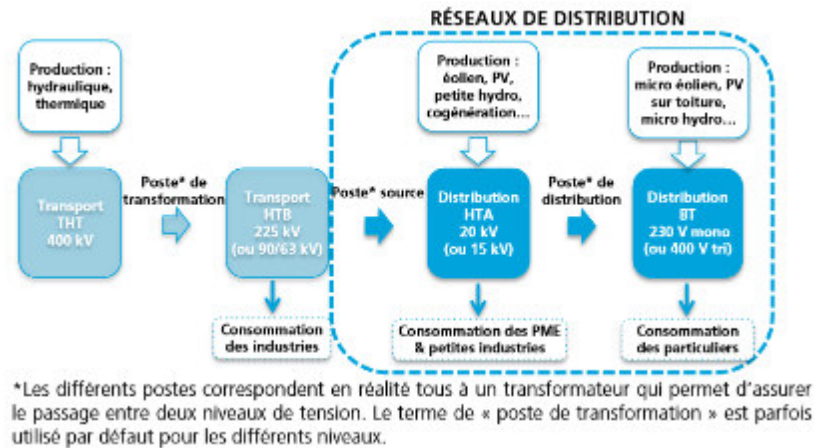 RÉSEAUX DE DISTRIBUTION
Production :
hydraulique,
thermique
Production :
éolien, PV,
petite hydro,
cogénération...
Production :
micro éolien, PV
sur toiture,
micro hydro...
Transport
THT
400 kV
Poste* de
transformation
Transport
HTB
225 kV
(ou 90/63 kV)
Poste* source
Distribution
HTA
20 kV
(ou 15 kV)
Poste* de
distribution
Distribution
BT
230 V mono
(ou 400 V tri)
Consommation
des industries
Consommation des PME
& petites industries
Consommation
des particuliers
*Les différents postes correspondent en réalité tous à un transformateur qui permet d'assurer
le passage entre deux niveaux de tension. Le terme de « poste de transformation » est parfois
utilisé par défaut pour les différents niveaux.